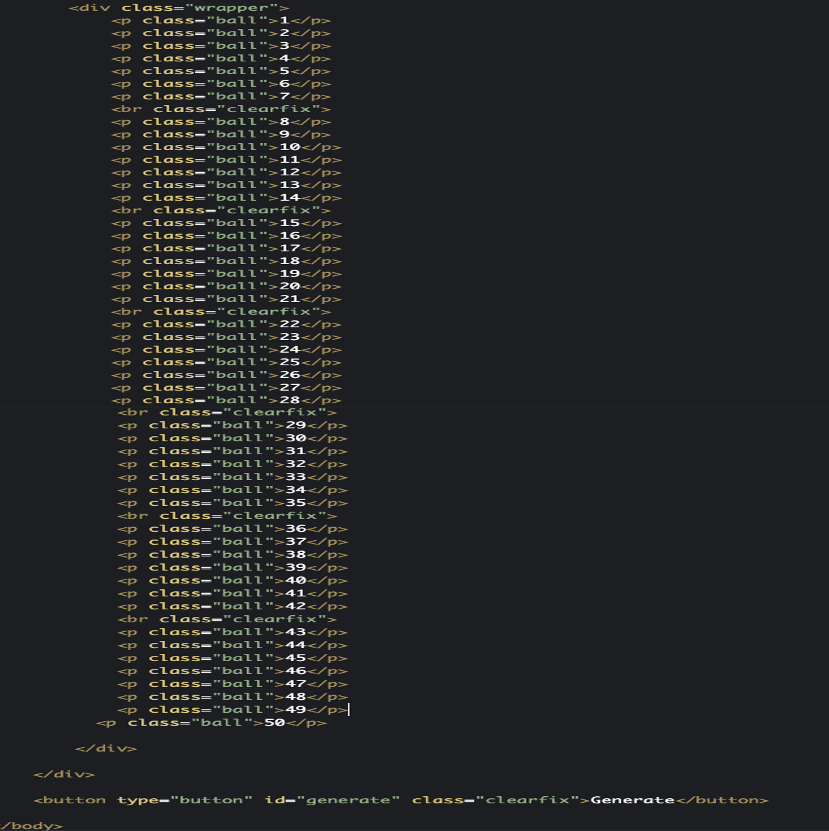 <div class="wrapper">
<p class="ball">1</p>
<p class="ball">2</p>
<p class="ball">3</p>
<p class="ball">4</p>
<p class="ball">5</p>
<p class="ball">6</p>
<p class="ball">7</p>
<br class="clearfix">
<p class="ball">8</p>
<p class="ball">9</p>
<p class="ball">10</p>
<p class="ball">11</p>
<p class="ball">12</p>
<p class="ball">13</p>
<p class="ball">14</p>
<br class="clearfix">
<p class="ball">15</p>
<p class="ball">16</p>
<p class="ball">17</p>
<p class="ball">18</p>
<p class="ball">19</p>
<p class="ball">20</p>
<p class="ball">21</p>
<br class="clearfix">
<p class="ball">22</p>
<p class="ball">23</p>
<p class="ball">24</p>
<p class="ball">25</p>
<p class="ball">26</p>
<p class="ball">27</p>
<p class="ball">28</p>
<br class="clearfix">
<p class="ball">29</p>
<p class="ball">30</p>
<p class="ball">31</p>
<p class="ball">32</p>
<p class="ball">33</p>
<p class="ball">34</p>
<p class="ball">35</p>
<br class="clearfix">
<p class="ball">36</p>
<p class="ball">37</p>
<p class="ball">38</p>
<p class="ball">39</p>
<p class="ball">40</p>
<p class="ball">41</p>
<p class="ball">42</p>
<br class="clearfix">
<p class="ball">43</p>
<p class="ball">44</p>
<p class="ball">45</p>
<p class="ball">46</p>
<p class="ball">47</p>
<p class="ball">48</p>
<p class="ball">49</p>
<p class="ball">50</p>
</div>
</div>
<button type="button" id="generate" class="clearfix">Generate</button>
/body>